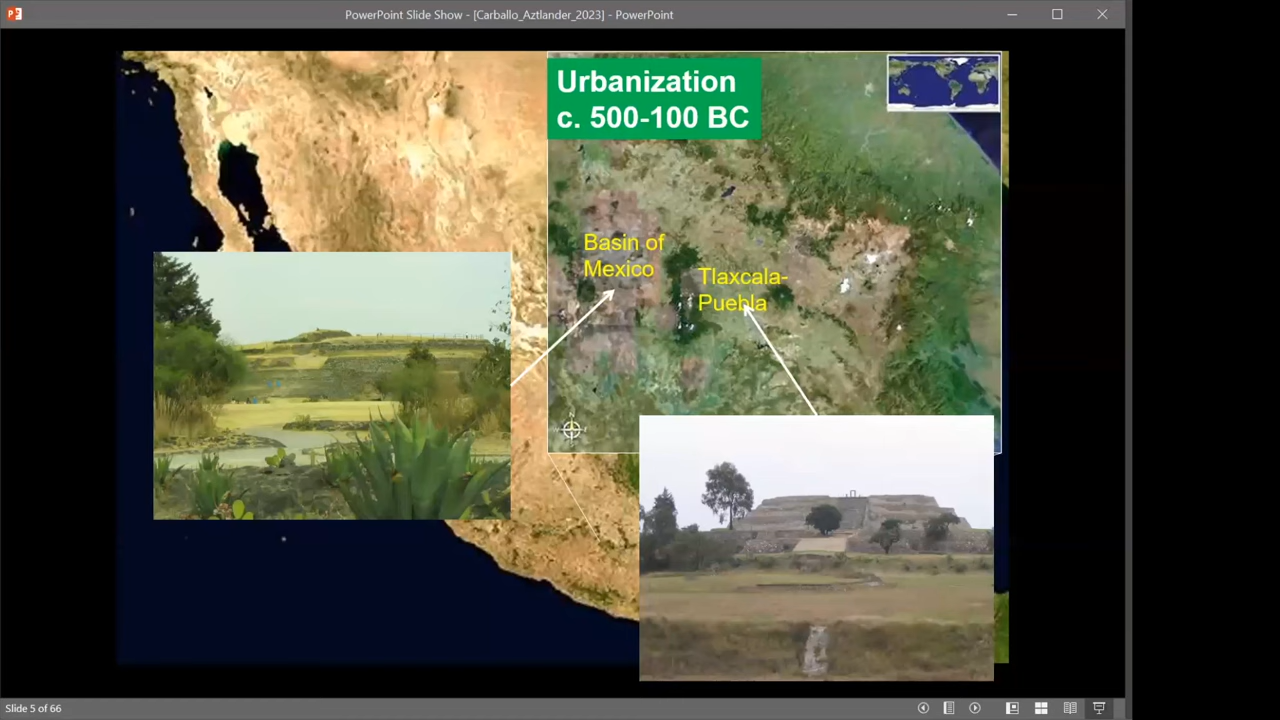 PowerPoint Slide Show - [Carballo_Aztlander_2023] - PowerPoint
Urbanization
c. 500-100 BC
Basin of
Mexico
Tlaxcala-
Puebla
N
Slide 5 of 66